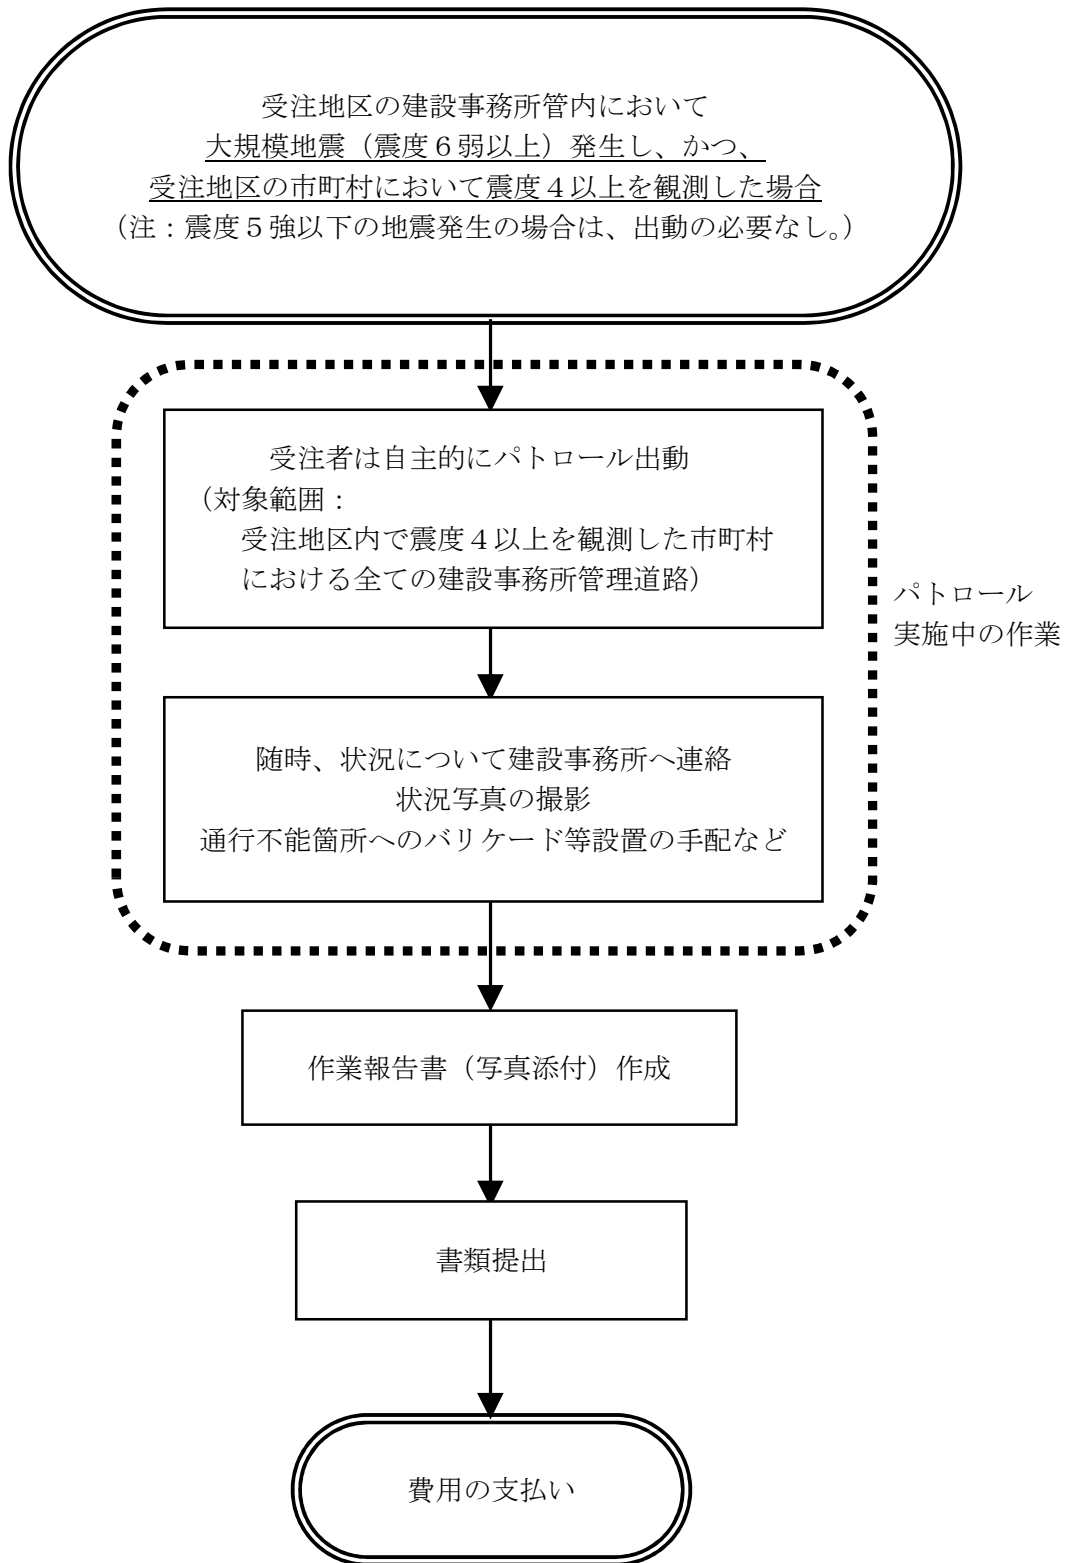 受注地区の建設事務所管内において
大規模地震（震度６弱以上）発生し、かつ、
受注地区の市町村において震度４以上を観測した場合
（注：震度５強以下の地震発生の場合は、出動の必要なし。）
受注者は自主的にパトロール出動
（対象範囲：
受注地区内で震度４以上を観測した市町村
における全ての建設事務所管理道路）
パトロール
実施中の作業
随時、状況について建設事務所へ連絡
状況写真の撮影
通行不能箇所へのバリケード等設置の手配など
作業報告書（写真添付）作成
書類提出
費用の支払い